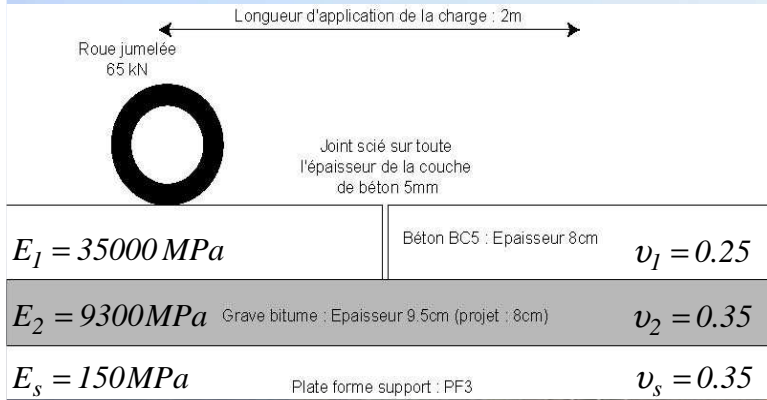 Longueur d'application de la charge : 2m
Roue jumelée
65 kN
Joint scié sur toute
l'épaisseur de la couche
de béton 5mm
E₁ = 35000 MPa
Béton BC5 : Epaisseur 8cm
υ₁ = 0.25
E₂ = 9300MPa
Grave bitume : Epaisseur 9.5cm (projet : 8cm)
υ₂ = 0.35
Eₛ = 150MPa
Plate forme support : PF3
υₛ = 0.35